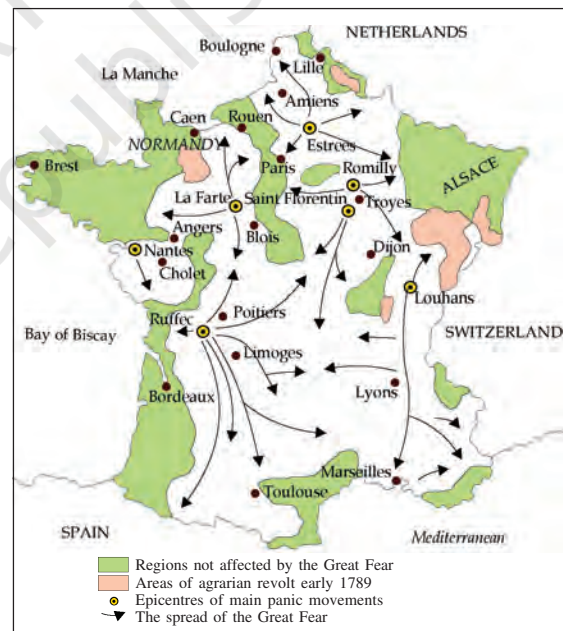 NETHERLANDS
Boulogne
Lille
La Manche
Amiens
Caen
Rouen
NORMANDY
Estrees
Brest
Paris
Romilly
ALSACE
La Farte
Saint Florentin
Troyes
Angers
Blois
Nantes
Dijon
Cholet
Louhans
Ruffec
Poitiers
Bay of Biscay
SWITZERLAND
Limoges
Lyons
Bordeaux
Marseilles
Toulouse
SPAIN
Mediterranean
Regions not affected by the Great Fear
Areas of agrarian revolt early 1789
Epicentres of main panic movements
The spread of the Great Fear